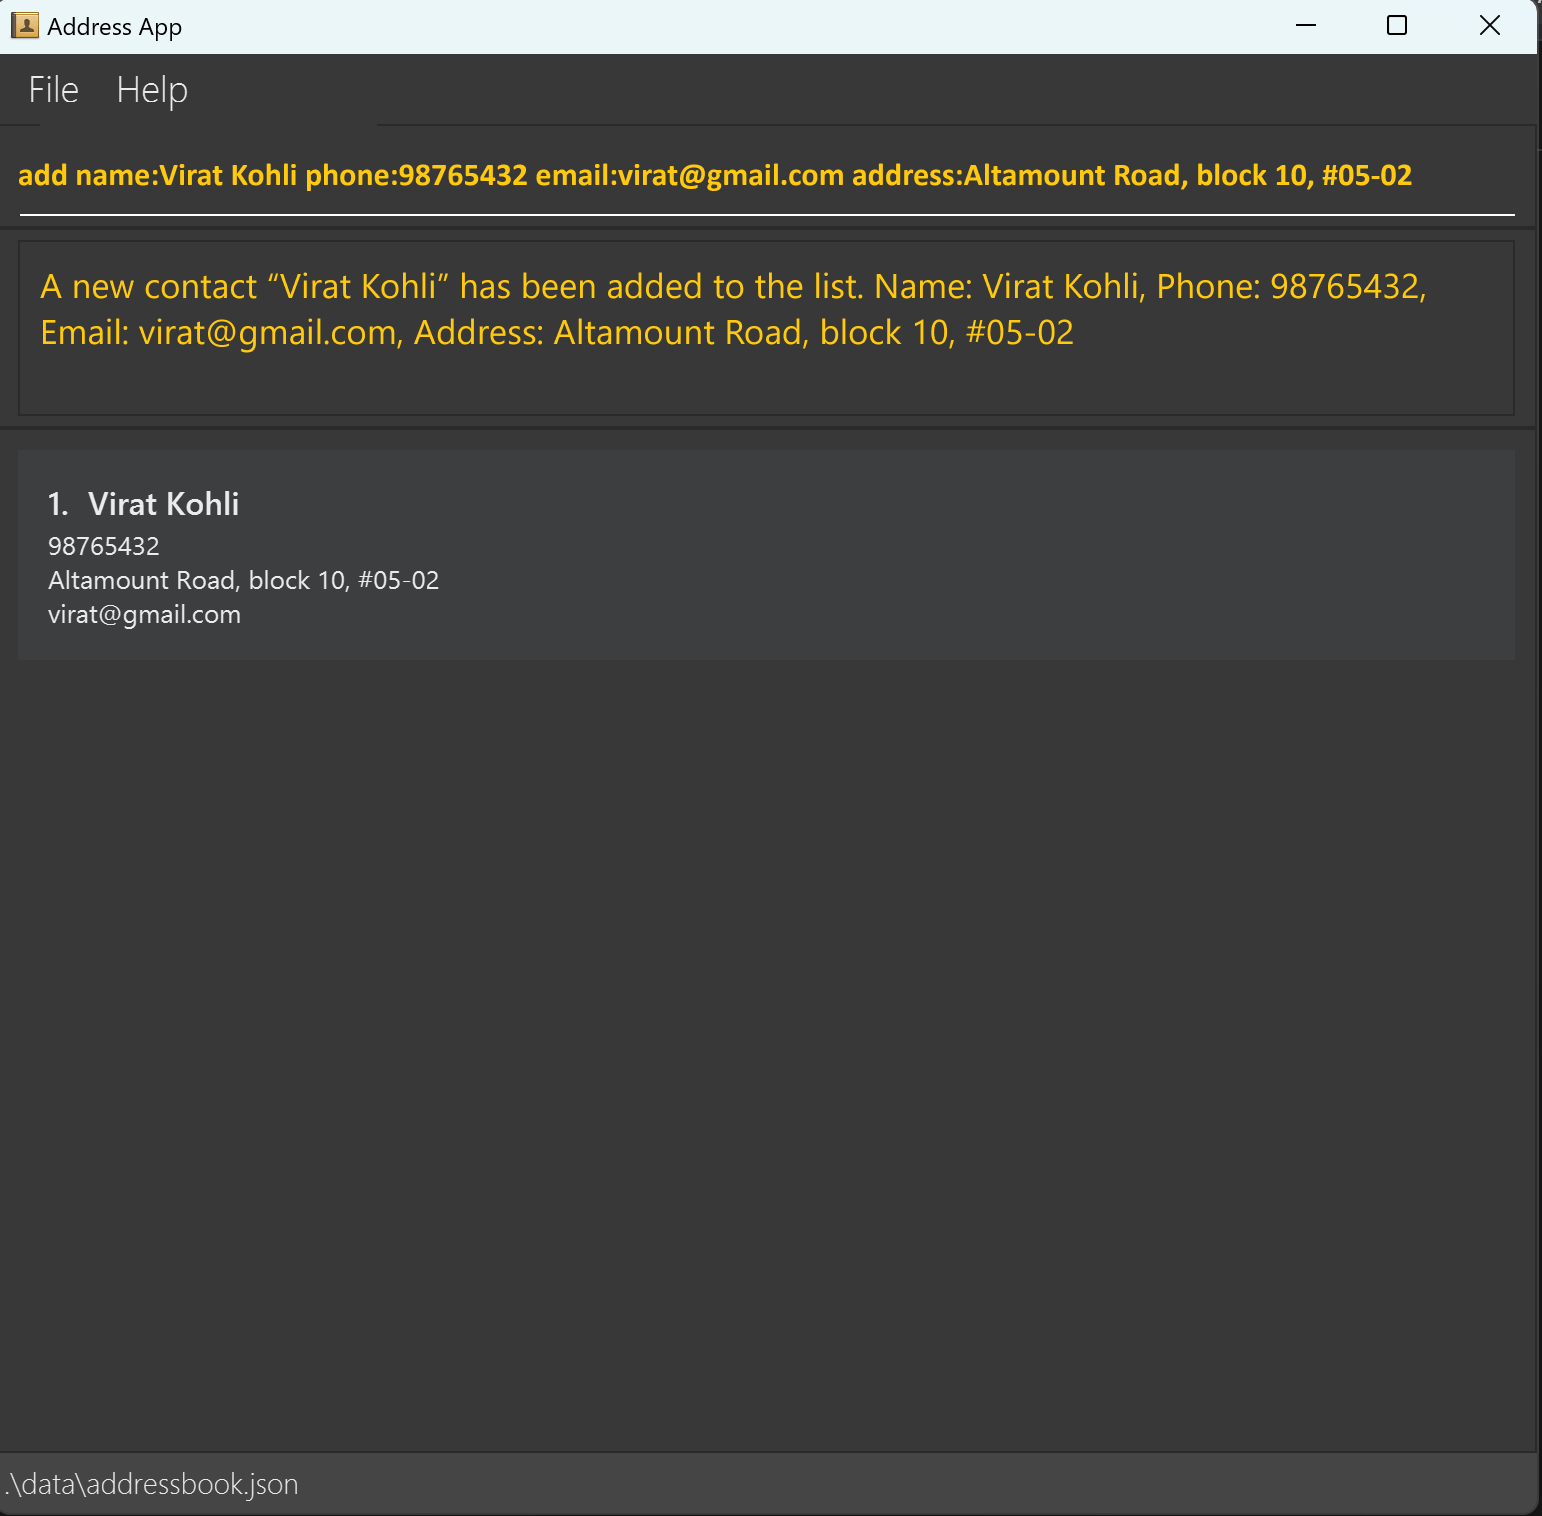 Address App
File Help
add name:Virat Kohli phone:98765432 email:virat@gmail.com address:Altamount Road, block 10, #05-02
A new contact “Virat Kohli” has been added to the list. Name: Virat Kohli, Phone: 98765432,
Email: virat@gmail.com, Address: Altamount Road, block 10, #05-02
1. Virat Kohli
98765432
Altamount Road, block 10, #05-02
virat@gmail.com
.\data\addressbook.json